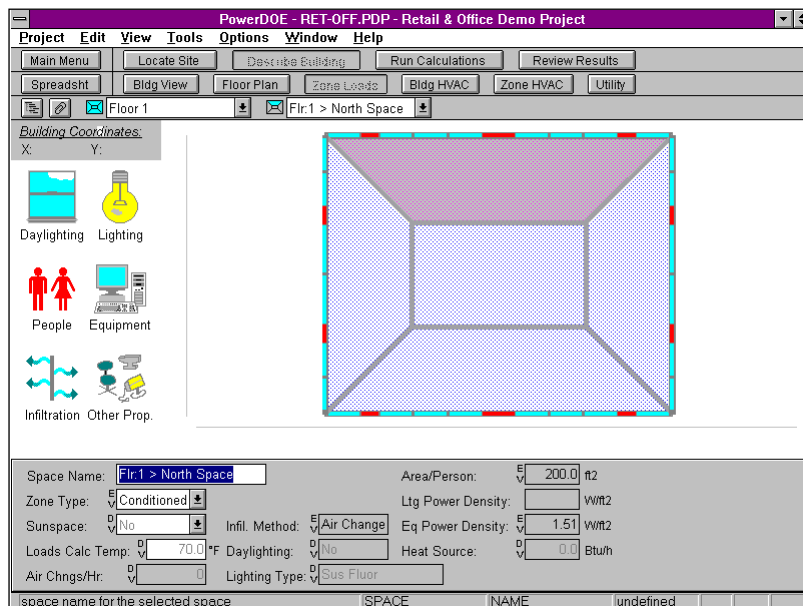 PowerDOE - RET-OFF.PDP - Retail & Office Demo Project
Project Edit View Tools Options Window Help
Main Menu Locate Site Describe Building Run Calculations Review Results
Spreadsht Bldg View Floor Plan Zone Loads Bldg HVAC Zone HVAC Utility
Floor 1 Flr:1 > North Space
Building Coordinates:
X: Y:
Daylighting Lighting
People Equipment
Infiltration Other Prop.
Space Name: Flr:1 > North Space Area/Person: E 200.0 ft2
Zone Type: E Conditioned Ltg Power Density: W/ft2
Sunspace: D No Infil. Method: E Air Change Eq Power Density: E 1.51 W/ft2
Loads Calc Temp: D 70.0 °F Daylighting: D No Heat Source: D 0.0 Btu/h
Air Chngs/Hr: D 0 Lighting Type: D Sus Fluor
space name for the selected space SPACE NAME undefined